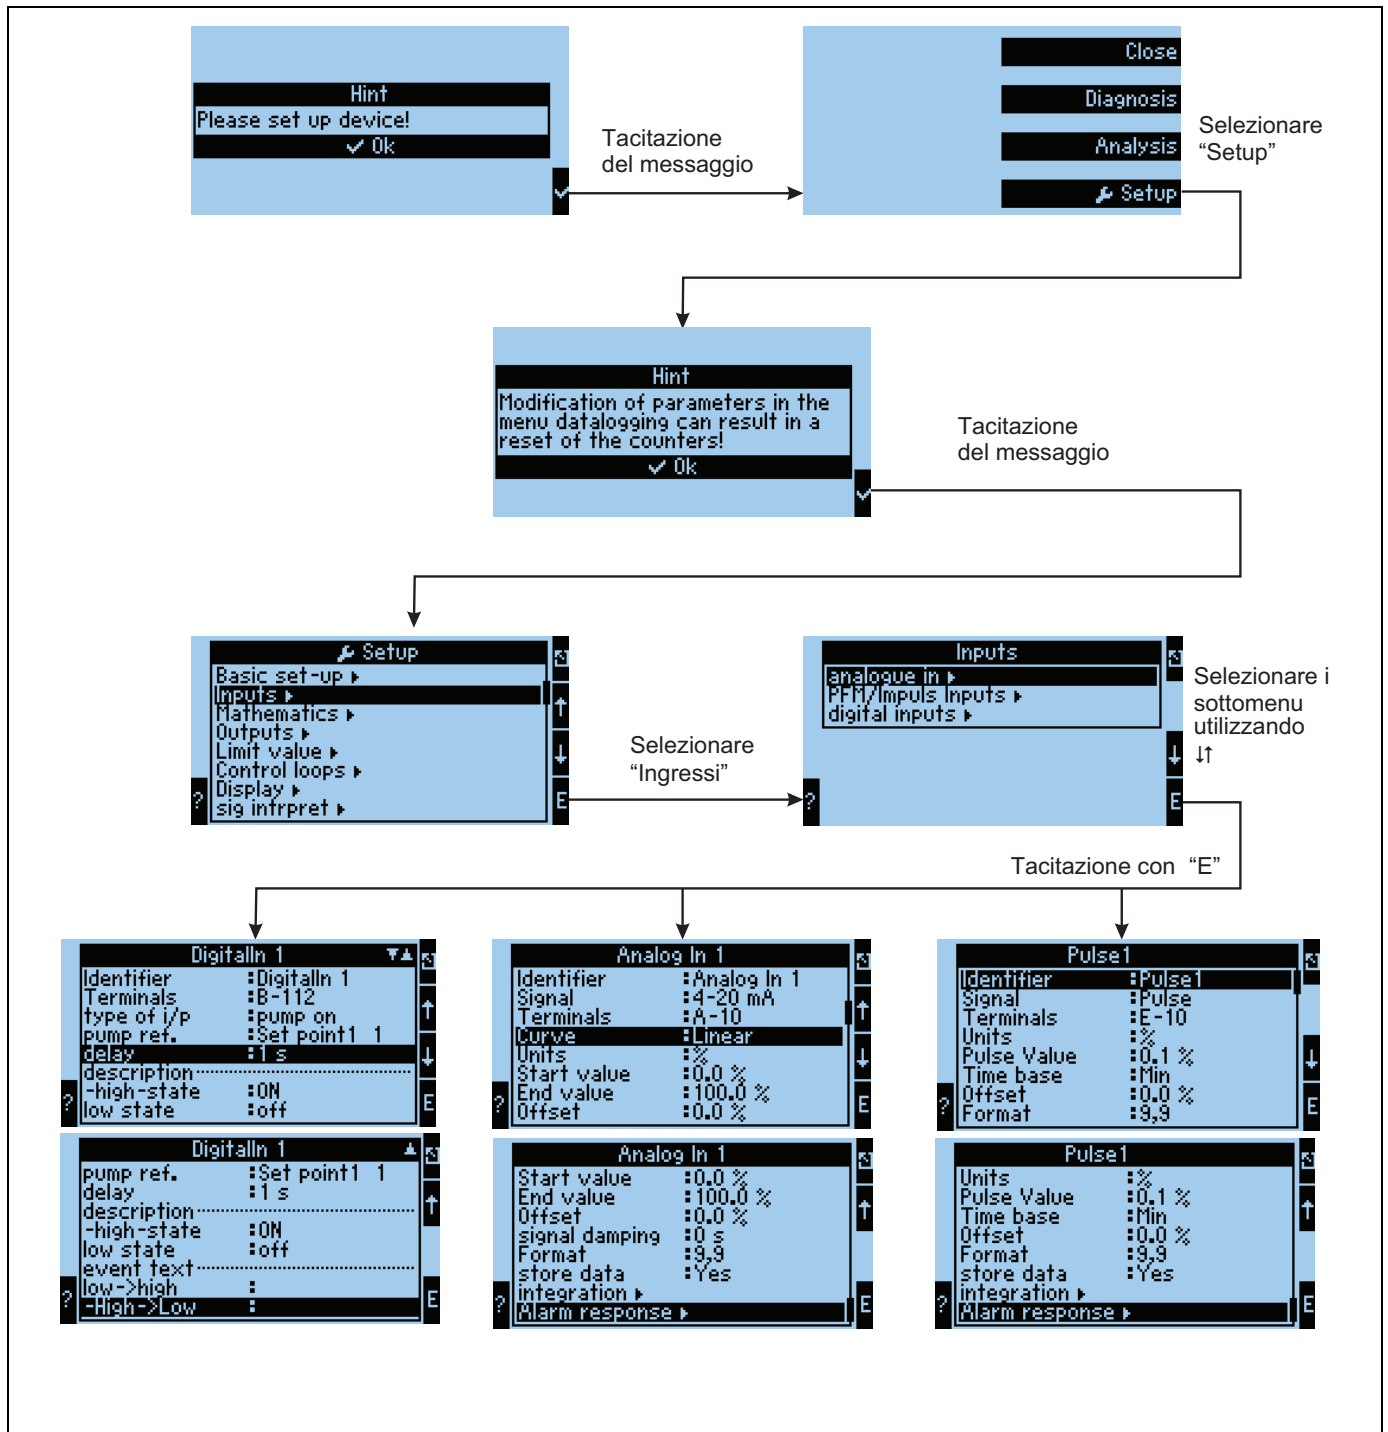 Hint
Please set up device!
✓ Ok
Tacitazione
del messaggio
Close
Diagnosis
Analysis
Setup
Selezionare
“Setup”
Hint
Modification of parameters in the
menu datalogging can result in a
reset of the counters!
✓ Ok
Tacitazione
del messaggio
Setup
Basic set-up
Inputs
Mathematics
Outputs
Limit value
Control loops
Display
sig intrpret
?
E
Selezionare
“Ingressi”
Inputs
analogue in
PFM/Impuls Inputs
digital inputs
?
E
Selezionare i
sottomenu
utilizzando
↓↑
Tacitazione con “E”
DigitalIn 1
Identifier :DigitalIn 1
Terminals :B-112
type of i/p :pump on
pump ref. :Set point1 1
delay :1 s
description
-high-state :ON
low state :off
?
E
Analog In 1
Identifier :Analog In 1
Signal :4-20 mA
Terminals :A-10
Curve :Linear
Units :%
Start value :0.0 %
End value :100.0 %
Offset :0.0 %
?
E
Pulse1
Identifier :Pulse1
Signal :Pulse
Terminals :E-10
Units :%
Pulse Value :0.1 %
Time base :Min
Offset :0.0 %
Format :9,9
?
E
DigitalIn 1
pump ref. :Set point1 1
delay :1 s
description
-high-state :ON
low state :off
event text
low->high :
-High->Low :
?
E
Analog In 1
Start value :0.0 %
End value :100.0 %
Offset :0.0 %
signal damping :0 s
Format :9,9
store data :Yes
integration
Alarm response
?
E
Pulse1
Units :%
Pulse Value :0.1 %
Time base :Min
Offset :0.0 %
Format :9,9
store data :Yes
integration
Alarm response
?
E